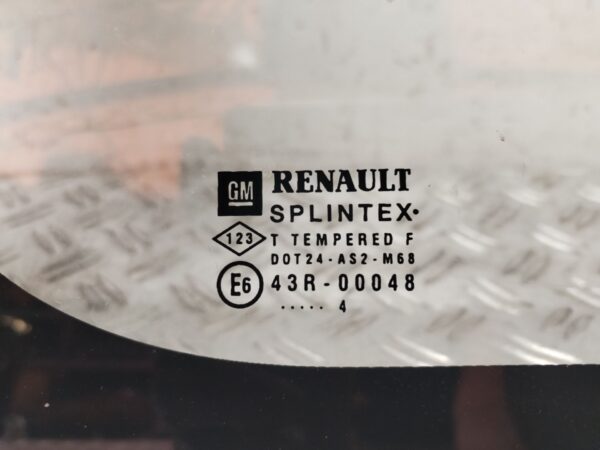 GM RENAULT
SPLINTEX·
123 T TEMPERED F
DOT24-AS2-M68
E6 43R-00048
..... 4